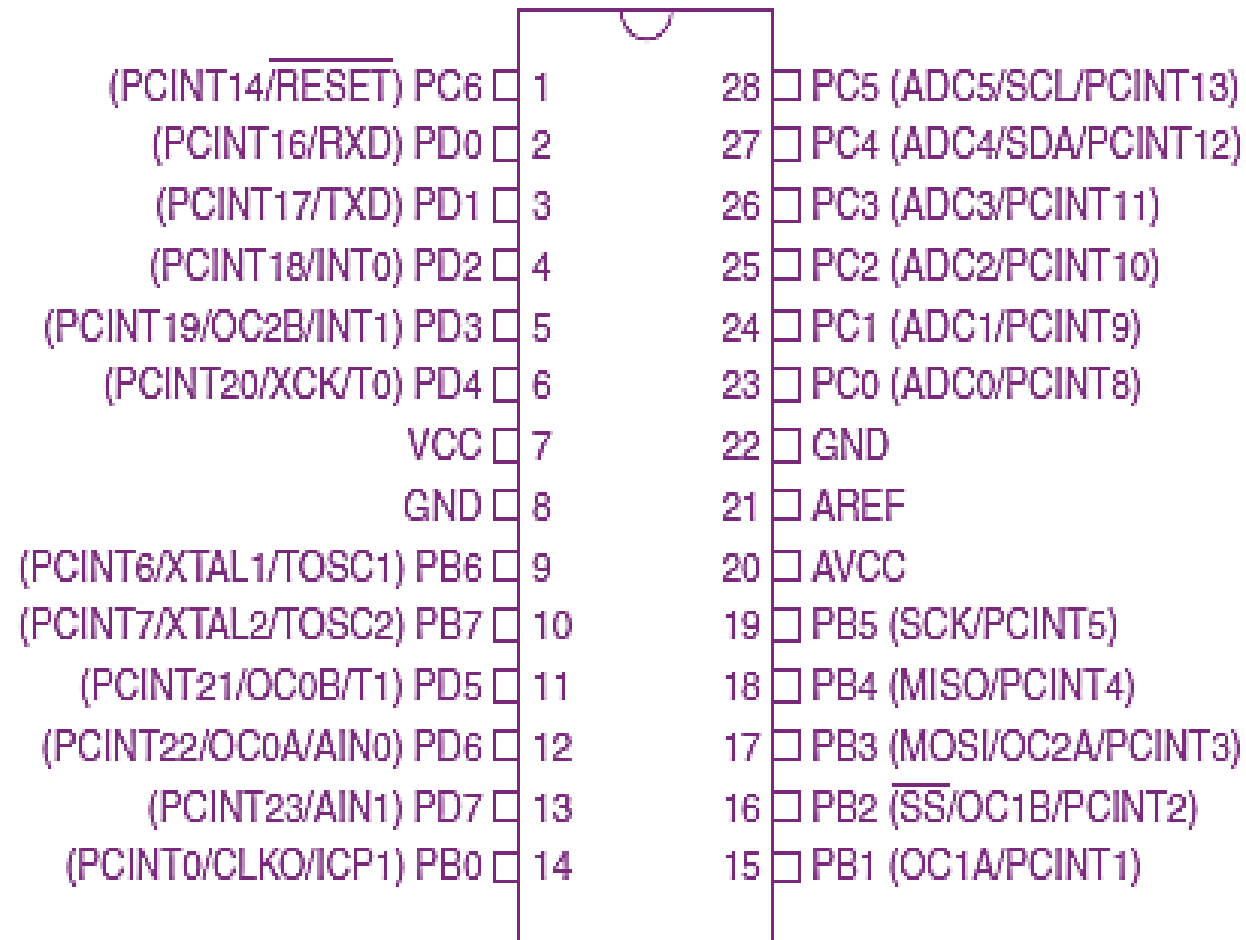 (PCINT14/RESET) PC6 1 28 PC5 (ADC5/SCL/PCINT13)
(PCINT16/RXD) PD0 2 27 PC4 (ADC4/SDA/PCINT12)
(PCINT17/TXD) PD1 3 26 PC3 (ADC3/PCINT11)
(PCINT18/INT0) PD2 4 25 PC2 (ADC2/PCINT10)
(PCINT19/OC2B/INT1) PD3 5 24 PC1 (ADC1/PCINT9)
(PCINT20/XCK/T0) PD4 6 23 PC0 (ADC0/PCINT8)
VCC 7 22 GND
GND 8 21 AREF
(PCINT6/XTAL1/TOSC1) PB6 9 20 AVCC
(PCINT7/XTAL2/TOSC2) PB7 10 19 PB5 (SCK/PCINT5)
(PCINT21/OC0B/T1) PD5 11 18 PB4 (MISO/PCINT4)
(PCINT22/OC0A/AIN0) PD6 12 17 PB3 (MOSI/OC2A/PCINT3)
(PCINT23/AIN1) PD7 13 16 PB2 (SS/OC1B/PCINT2)
(PCINT0/CLKO/ICP1) PB0 14 15 PB1 (OC1A/PCINT1)